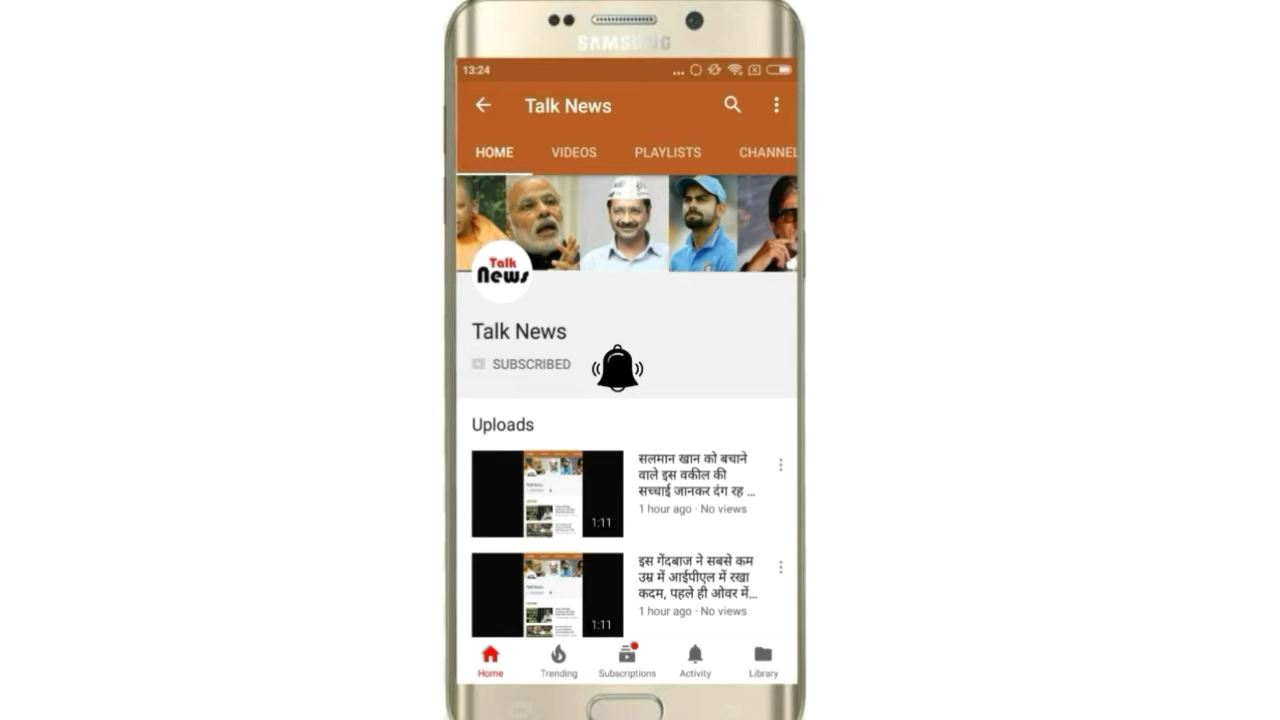 SAMSUNG
13:24
Talk News
HOME VIDEOS PLAYLISTS CHANNEL
Talk
News
Talk News
SUBSCRIBED
Uploads
सलमान खान को बचाने
वाले इस वकील की
सच्चाई जानकर दंग रह ...
1 hour ago · No views
1:11
इस गेंदबाज ने सबसे कम
उम्र में आईपीएल में रखा
कदम, पहले ही ओवर में...
1 hour ago · No views
1:11
Home Trending Subscriptions Activity Library